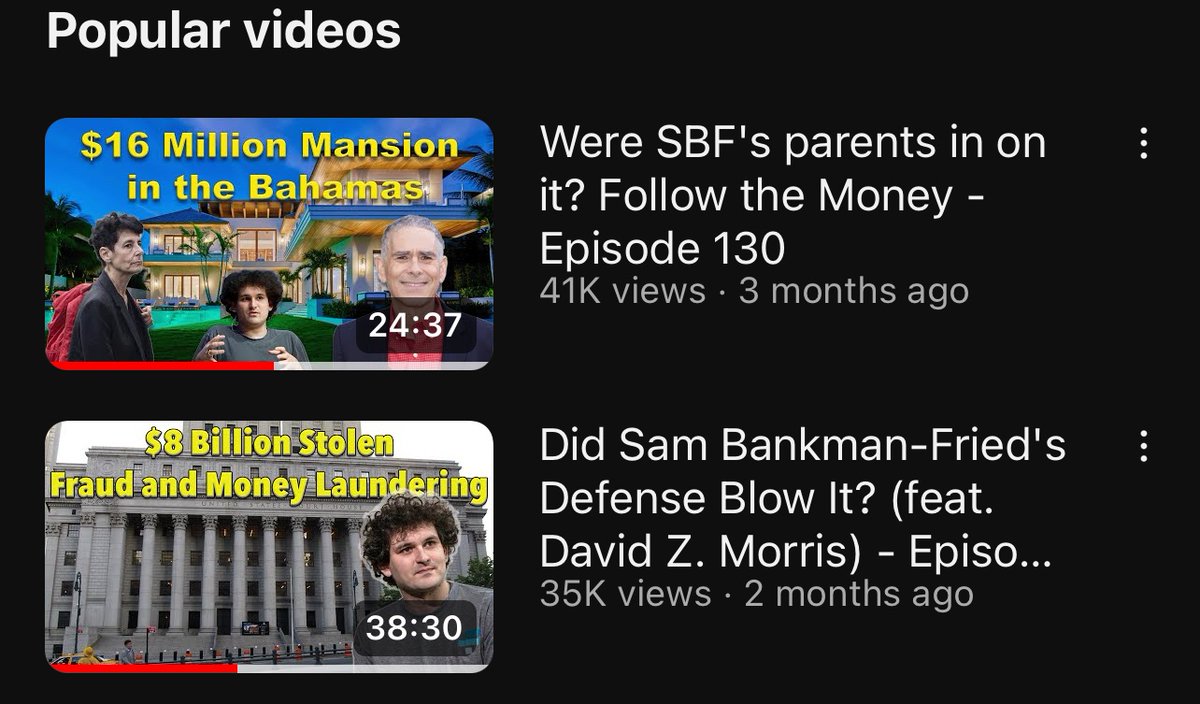 Popular videos
$16 Million Mansion
in the Bahamas
24:37
Were SBF's parents in on
it? Follow the Money -
Episode 130
41K views · 3 months ago
$8 Billion Stolen
Fraud and Money Laundering
UNITED STATES COURT HOUSE
38:30
Did Sam Bankman-Fried's
Defense Blow It? (feat.
David Z. Morris) - Episo...
35K views · 2 months ago